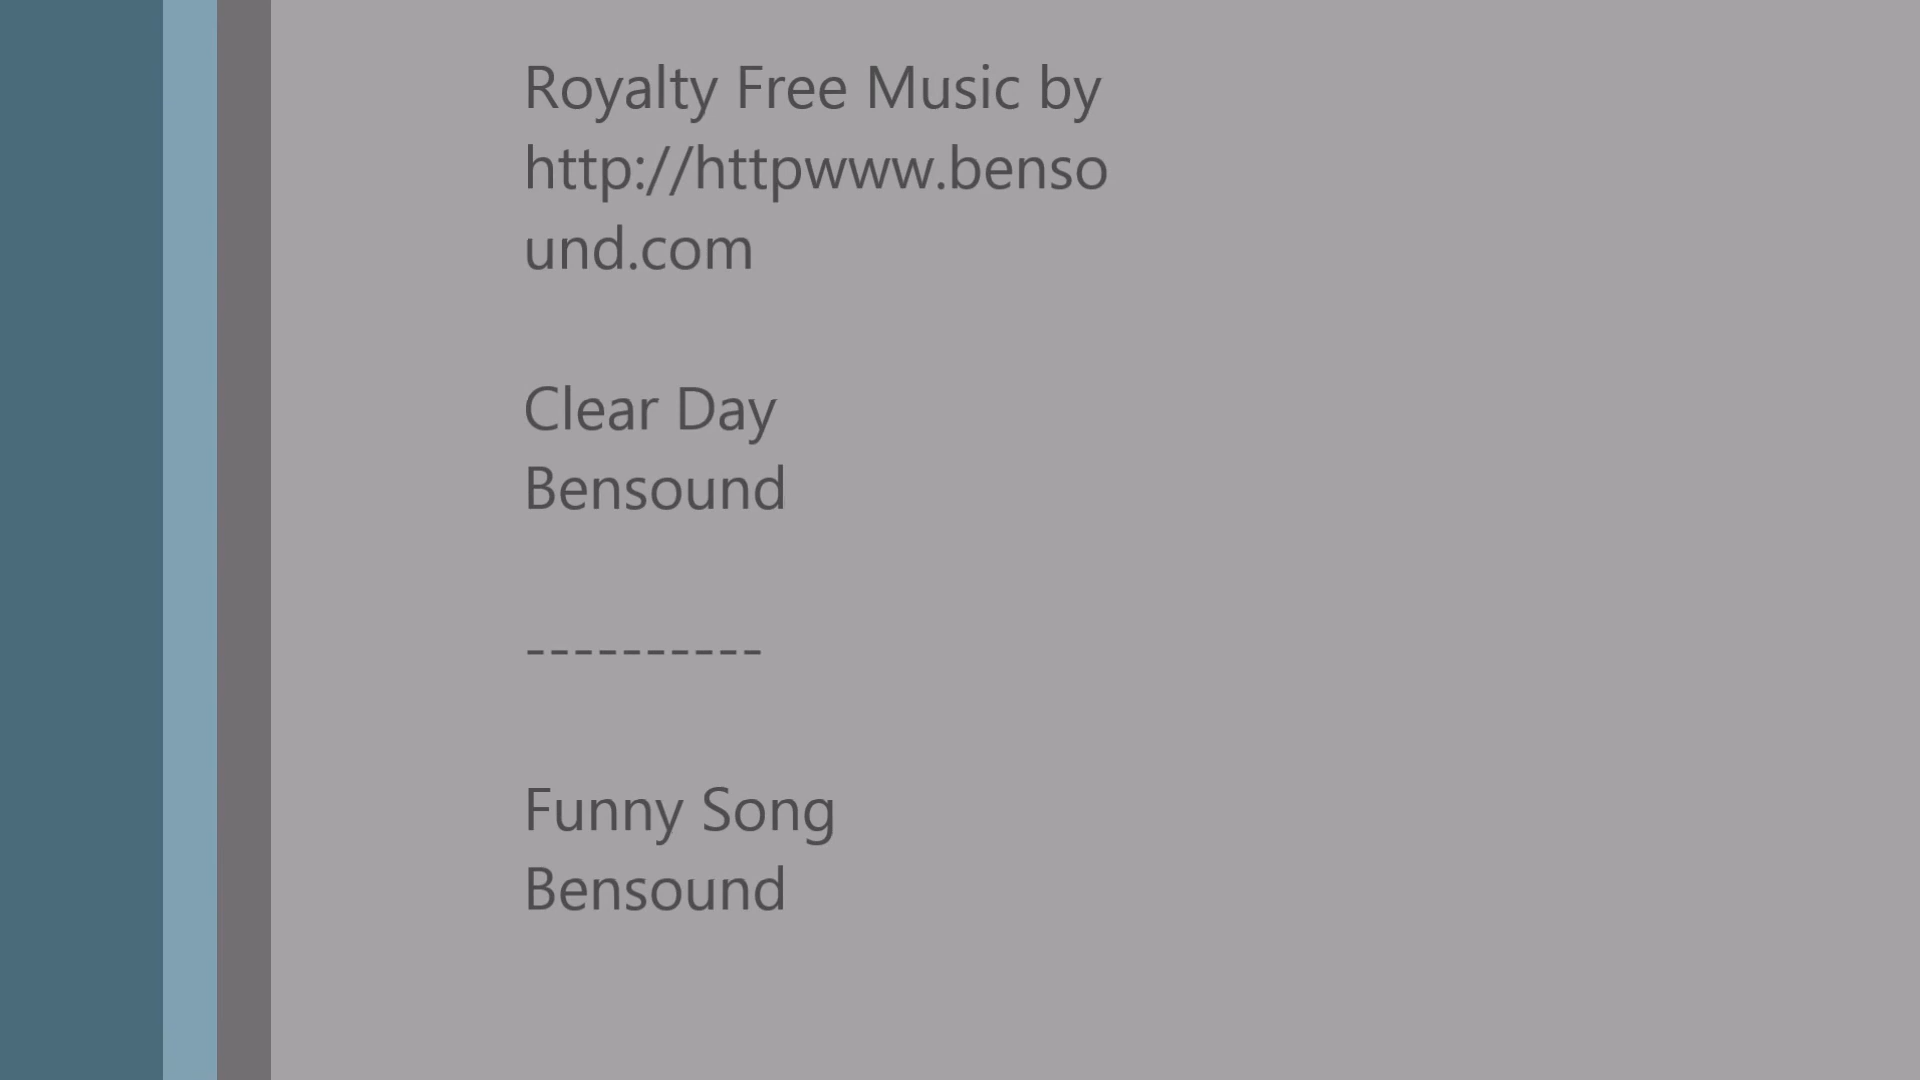 Royalty Free Music by
http://httpwww.benso
und.com
Clear Day
Bensound
----------
Funny Song
Bensound